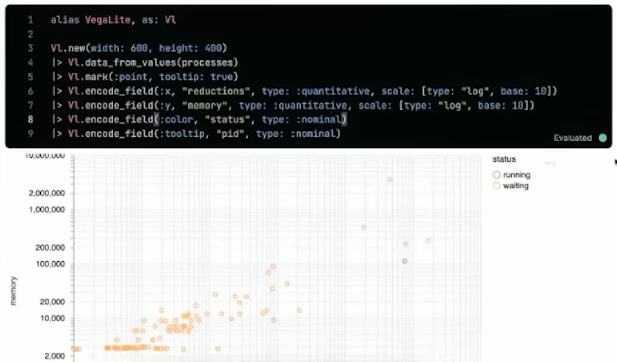 1 alias VegaLite, as: Vl
2
3 Vl.new(width: 600, height: 400)
4 |> Vl.data_from_values(processes)
5 |> Vl.mark(:point, tooltip: true)
6 |> Vl.encode_field(:x, "reductions", type: :quantitative, scale: [type: "log", base: 10])
7 |> Vl.encode_field(:y, "memory", type: :quantitative, scale: [type: "log", base: 10])
8 |> Vl.encode_field(:color, "status", type: :nominal)
9 |> Vl.encode_field(:tooltip, "pid", type: :nominal)
Evaluated
10,000,000
2,000,000
1,000,000
200,000
100,000
20,000
10,000
2,000
memory
status
running
waiting